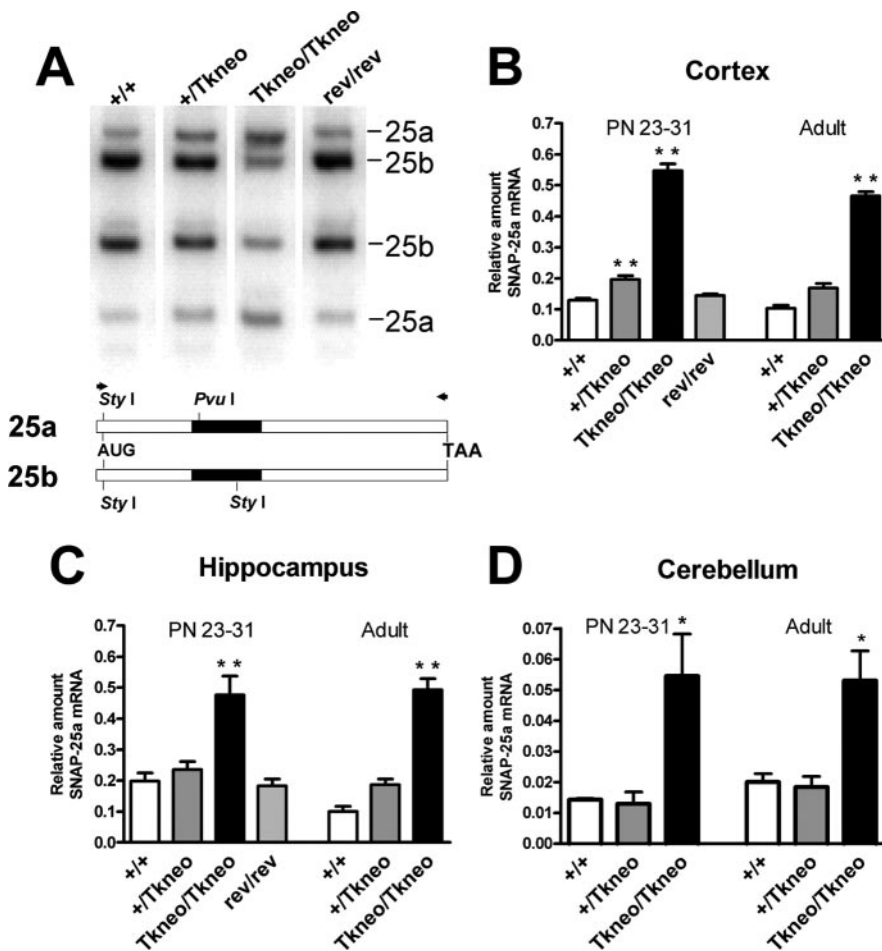 A
+/+
+/Tkneo
Tkneo/Tkneo
rev/rev
25a
25b
25b
25a
Sty I
Pvu I
25a
AUG
TAA
25b
Sty I
Sty I
B
Cortex
PN 23-31
Adult
Relative amount
SNAP-25a mRNA
0.7
0.6
0.5
0.4
0.3
0.2
0.1
0.0
* *
* *
* *
+/+
+/Tkneo
Tkneo/Tkneo
rev/rev
+/+
+/Tkneo
Tkneo/Tkneo
C
Hippocampus
PN 23-31
Adult
Relative amount
SNAP-25a mRNA
0.7
0.6
0.5
0.4
0.3
0.2
0.1
0.0
* *
* *
+/+
+/Tkneo
Tkneo/Tkneo
rev/rev
+/+
+/Tkneo
Tkneo/Tkneo
D
Cerebellum
PN 23-31
Adult
Relative amount
SNAP-25a mRNA
0.07
0.06
0.05
0.04
0.03
0.02
0.01
0.00
*
*
+/+
+/Tkneo
Tkneo/Tkneo
+/+
+/Tkneo
Tkneo/Tkneo